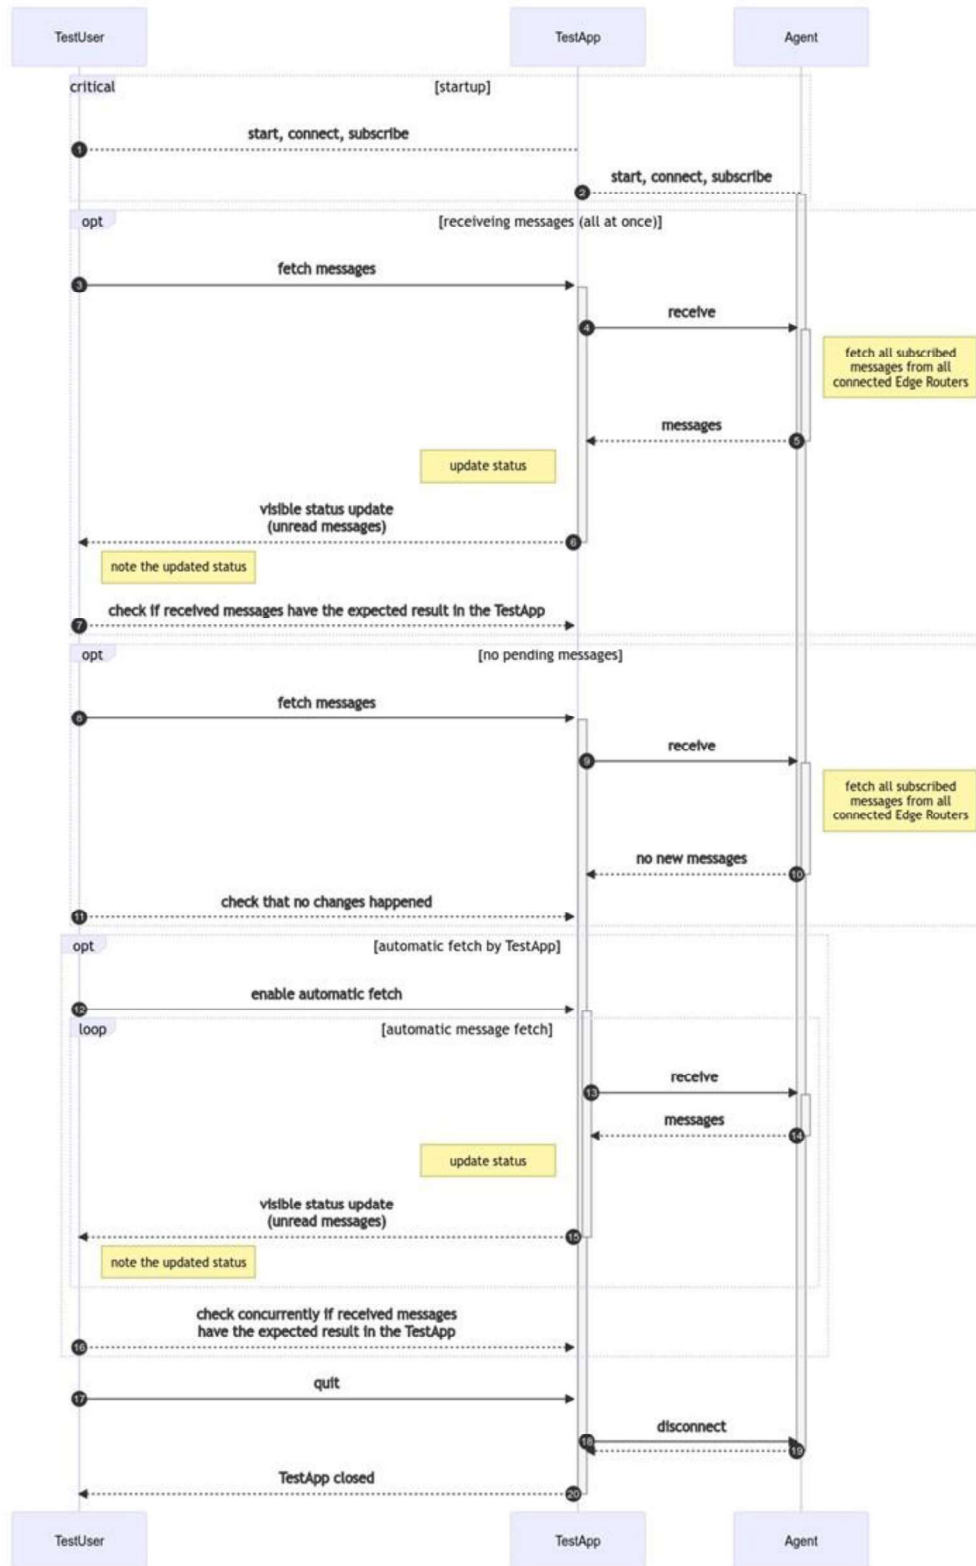 TestUser
TestApp
Agent
critical
[startup]
1
start, connect, subscribe
2
start, connect, subscribe
opt
[receiveing messages (all at once)]
3
fetch messages
4
receive
fetch all subscribed
messages from all
connected Edge Routers
messages
5
update status
visible status update
(unread messages)
6
note the updated status
check if received messages have the expected result in the TestApp
7
opt
[no pending messages]
fetch messages
8
receive
9
fetch all subscribed
messages from all
connected Edge Routers
no new messages
10
check that no changes happened
11
opt
[automatic fetch by TestApp]
enable automatic fetch
12
loop
[automatic message fetch]
receive
13
messages
14
update status
visible status update
(unread messages)
15
note the updated status
check concurrently if received messages
have the expected result in the TestApp
16
quit
17
disconnect
18
19
TestApp closed
20
TestUser
TestApp
Agent